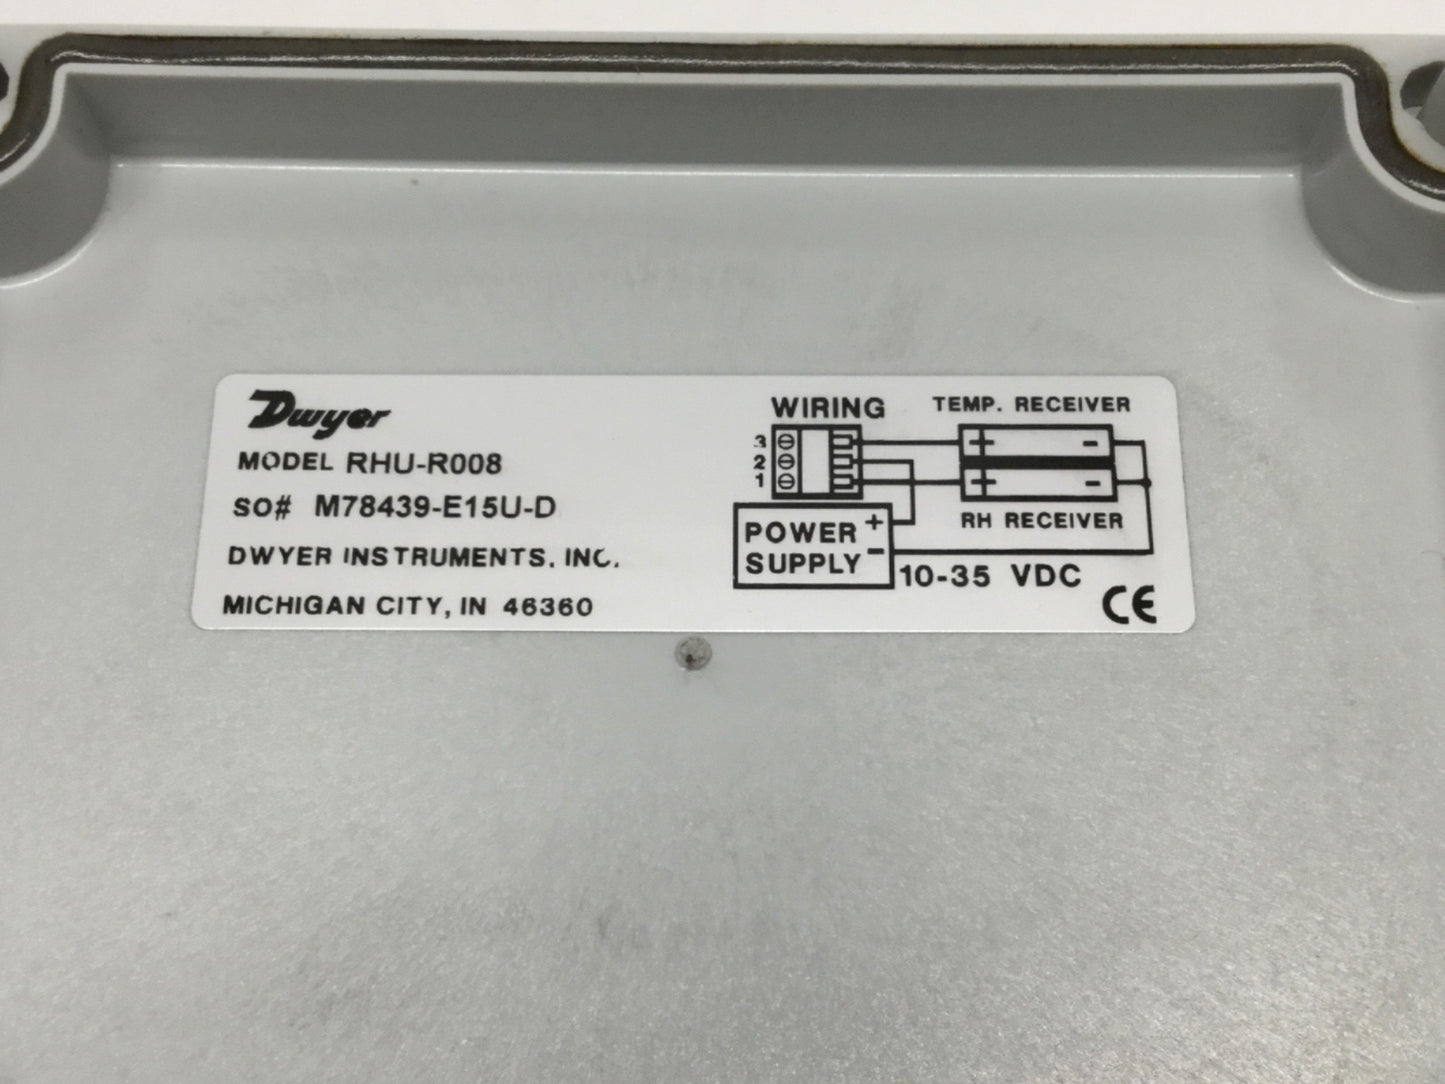 Dwyer
MODEL RHU-R008
SO# M78439-E15U-D
DWYER INSTRUMENTS, INC.
MICHIGAN CITY, IN 46360
WIRING
TEMP. RECEIVER
3
+ -
2
1
+ -
RH RECEIVER
POWER +
SUPPLY -
10-35 VDC
CE